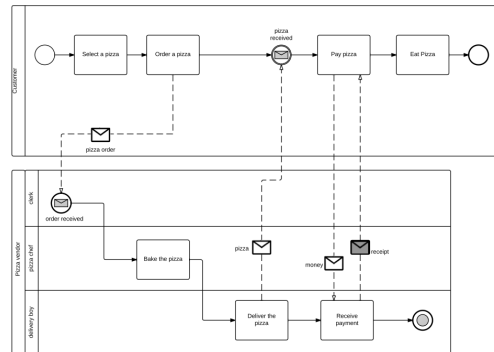 pizza
received
Select a pizza
Order a pizza
Pay pizza
Eat Pizza
Customer
pizza order
Pizza vendor
clerk
order received
pizza chef
Bake the pizza
pizza
money
receipt
delivery boy
Deliver the
pizza
Receive
payment